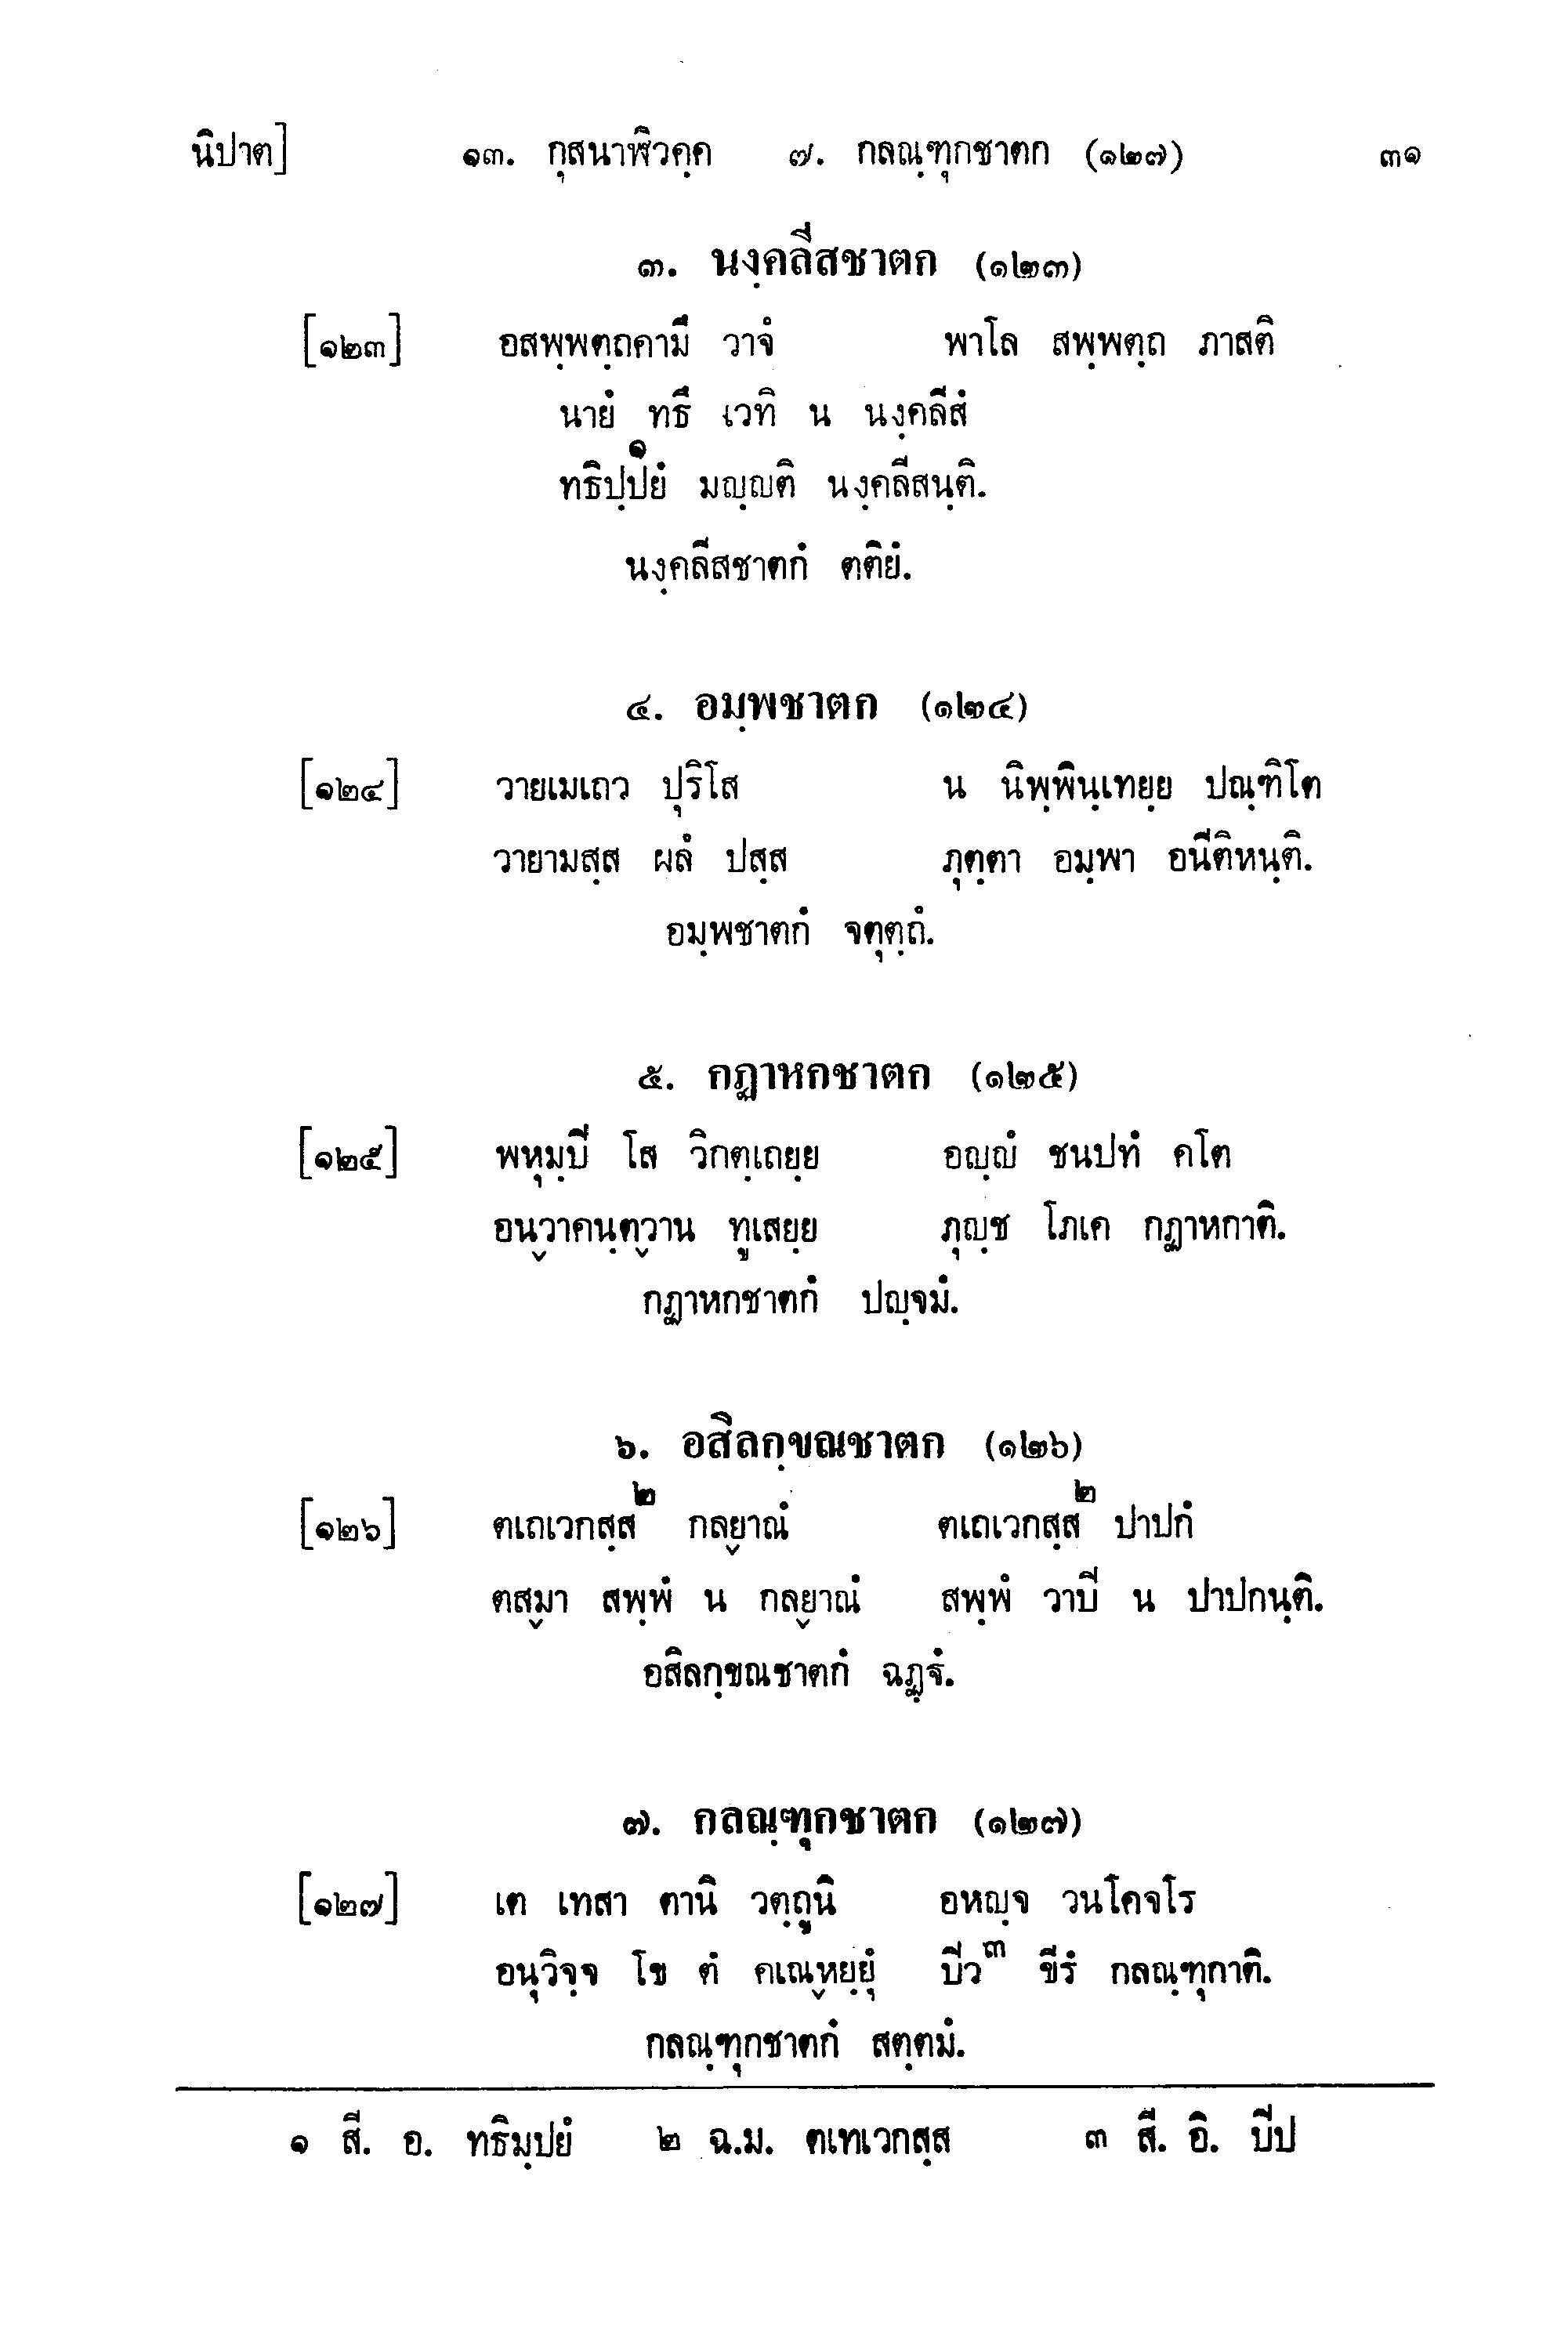 นิปาต] ๑๓. กุสนาฬิวคฺค ๗. กลณฺฑุกชาตก (๑๒๗) ๓๑
๓. นงฺคลีสชาตก (๑๒๓)
[๑๒๓] อสพฺพตฺถคามึ วาจํ พาโล สพฺพตฺถ ภาสติ
นายํ ทธึ เวทิ น นงฺคลีสํ
ทธิปฺปยํ๑ มญฺญติ นงฺคลีสนฺติ.
นงฺคลีสชาตกํ ตติยํ.
๔. อมฺพชาตก (๑๒๔)
[๑๒๔] วายเมเถว ปุริโส น นิพฺพินฺเทยฺย ปณฺฑิโต
วายามสฺส ผลํ ปสฺส ภุตฺตา อมฺพา อนีติหนฺติ.
อมฺพชาตกํ จตุตฺถํ.
๕. กฏาหกชาตก (๑๒๕)
[๑๒๕] พหุมฺปิ โส วิกตฺเถยฺย อญฺญํ ชนปทํ คโต
อนฺวาคนฺตฺวาน ทูเสยฺย ภุญฺช โภเค กฏาหกาติ.
กฏาหกชาตกํ ปญฺจมํ.
๖. อสิลกฺขณชาตก (๑๒๖)
[๑๒๖] ตเถเวกสฺส๒ กลฺยาณํ ตเถเวกสฺส๒ ปาปกํ
ตสฺมา สพฺพํ น กลฺยาณํ สพฺพํ วาปิ น ปาปกนฺติ.
อสิลกฺขณชาตกํ ฉฏฺฐํ.
๗. กลณฺฑุกชาตก (๑๒๗)
[๑๒๗] เต เทสา ตานิ วตฺถูนิ อหญฺจ วนโคจโร
อนุวิจฺจ โข ตํ คเณฺหยฺยุํ ปิว๓ ขีรํ กลณฺฑุกาติ.
กลณฺฑุกชาตกํ สตฺตมํ.
๑ สี. อ. ทธิมฺปยํ ๒ ฉ.ม. ตเทเวกสฺส ๓ สี. อิ. ปิป